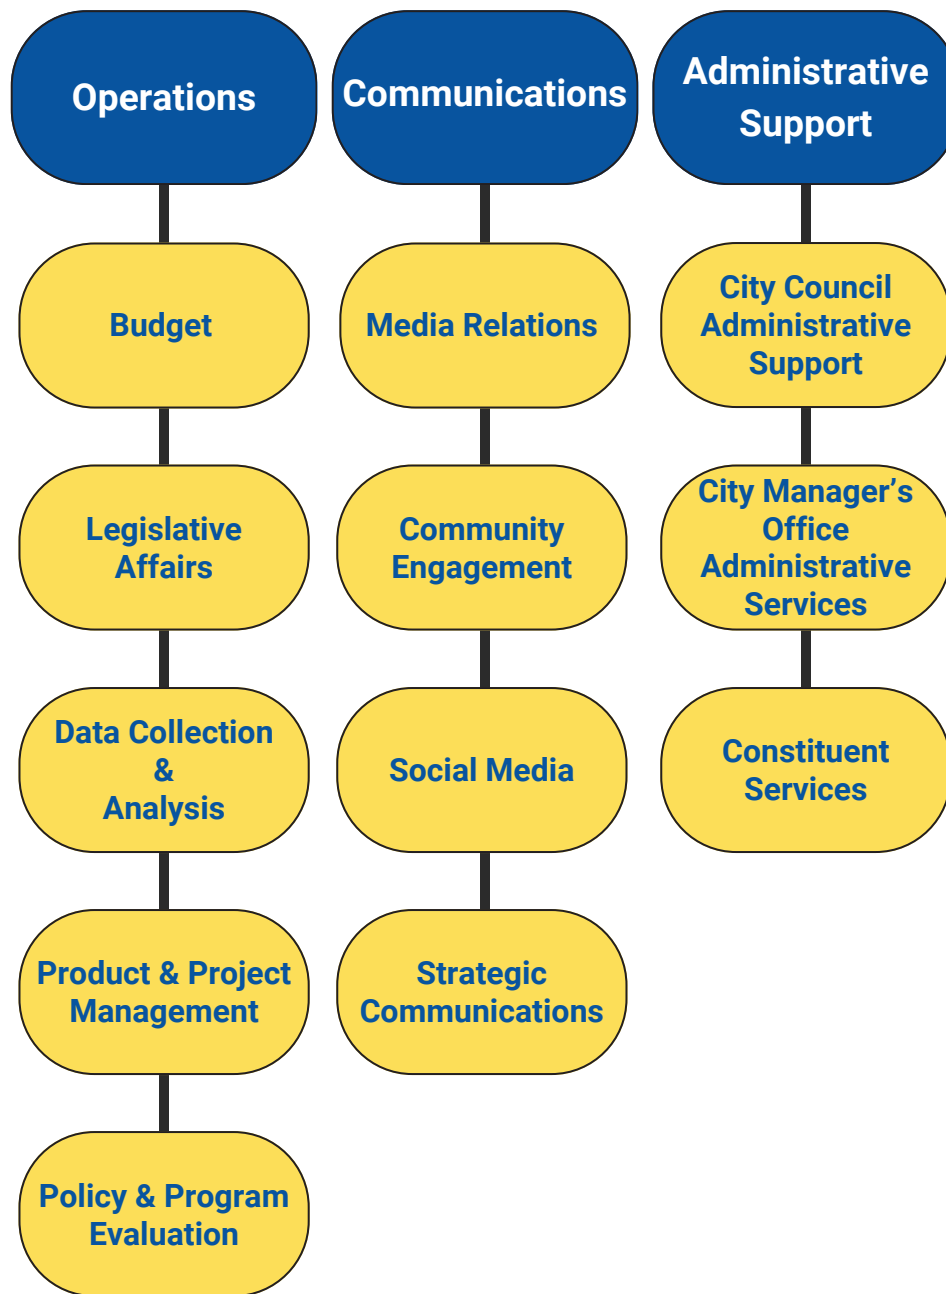 Operations
Budget
Legislative
Affairs
Data Collection
&
Analysis
Product & Project
Management
Policy & Program
Evaluation
Communications
Media Relations
Community
Engagement
Social Media
Strategic
Communications
Administrative
Support
City Council
Administrative
Support
City Manager’s
Office
Administrative
Services
Constituent
Services